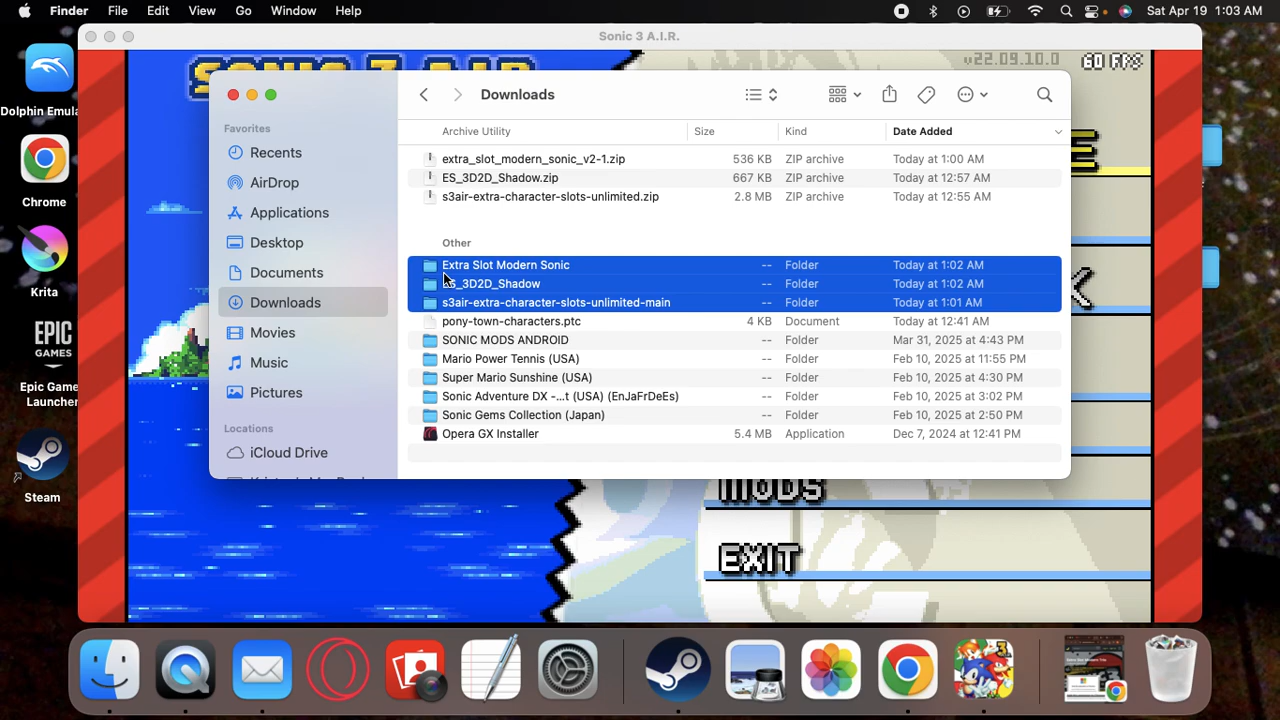 Finder File Edit View Go Window Help Sat Apr 19 1:03 AM
Sonic 3 A.I.R.
v22.09.10.0 60 FPS
Dolphin Emula
Chrome
Krita
EPIC
GAMES
Epic Game
Launcher
Steam
Downloads
Favorites
Recents
AirDrop
Applications
Desktop
Documents
Downloads
Movies
Music
Pictures
Locations
iCloud Drive
Archive Utility Size Kind Date Added
extra_slot_modern_sonic_v2-1.zip 536 KB ZIP archive Today at 1:00 AM
ES_3D2D_Shadow.zip 667 KB ZIP archive Today at 12:57 AM
s3air-extra-character-slots-unlimited.zip 2.8 MB ZIP archive Today at 12:55 AM
Other
Extra Slot Modern Sonic -- Folder Today at 1:02 AM
ES_3D2D_Shadow -- Folder Today at 1:02 AM
s3air-extra-character-slots-unlimited-main -- Folder Today at 1:01 AM
pony-town-characters.ptc 4 KB Document Today at 12:41 AM
SONIC MODS ANDROID -- Folder Mar 31, 2025 at 4:43 PM
Mario Power Tennis (USA) -- Folder Feb 10, 2025 at 11:55 PM
Super Mario Sunshine (USA) -- Folder Feb 10, 2025 at 4:30 PM
Sonic Adventure DX -...t (USA) (EnJaFrDeEs) -- Folder Feb 10, 2025 at 3:02 PM
Sonic Gems Collection (Japan) -- Folder Feb 10, 2025 at 2:50 PM
Opera GX Installer 5.4 MB Application Dec 7, 2024 at 12:41 PM
MODS
EXIT